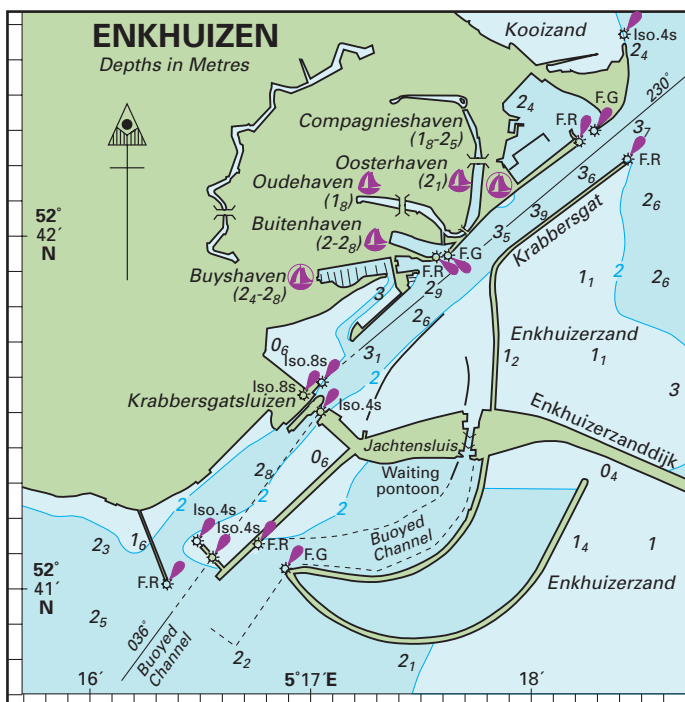 ENKHUIZEN
Depths in Metres
Kooizand
Iso.4s
2₄
F.G
230°
2₄
F.R
3₇
F.R
Compagnieshaven
(1₈-2₅)
Oosterhaven
(2₁)
3₆
Oudehaven
(1₈)
2₆
3₉
Krabbersgat
52°
42′
N
Buitenhaven
(2-2₈)
3₅
F.G
F.R
Buyshaven
(2₄-2₈)
3
2₉
1₁
2
2₆
2₆
0₆
3₁
Enkhuizerzand
1₂
1₁
Iso.8s
Iso.8s
2
3
Krabbersgatsluizen
Iso.4s
Enkhuizerzanddijk
Jachtensluis
0₆
Waiting
pontoon
0₄
2₈
2
2
2
Iso.4s
Iso.4s
Buoyed
Channel
2₃
1₆
F.R
F.G
1₄
1
F.R
Enkhuizerzand
52°
41′
N
2₅
036°
Buoyed
Channel
2₂
2₁
16′
5°17′E
18′